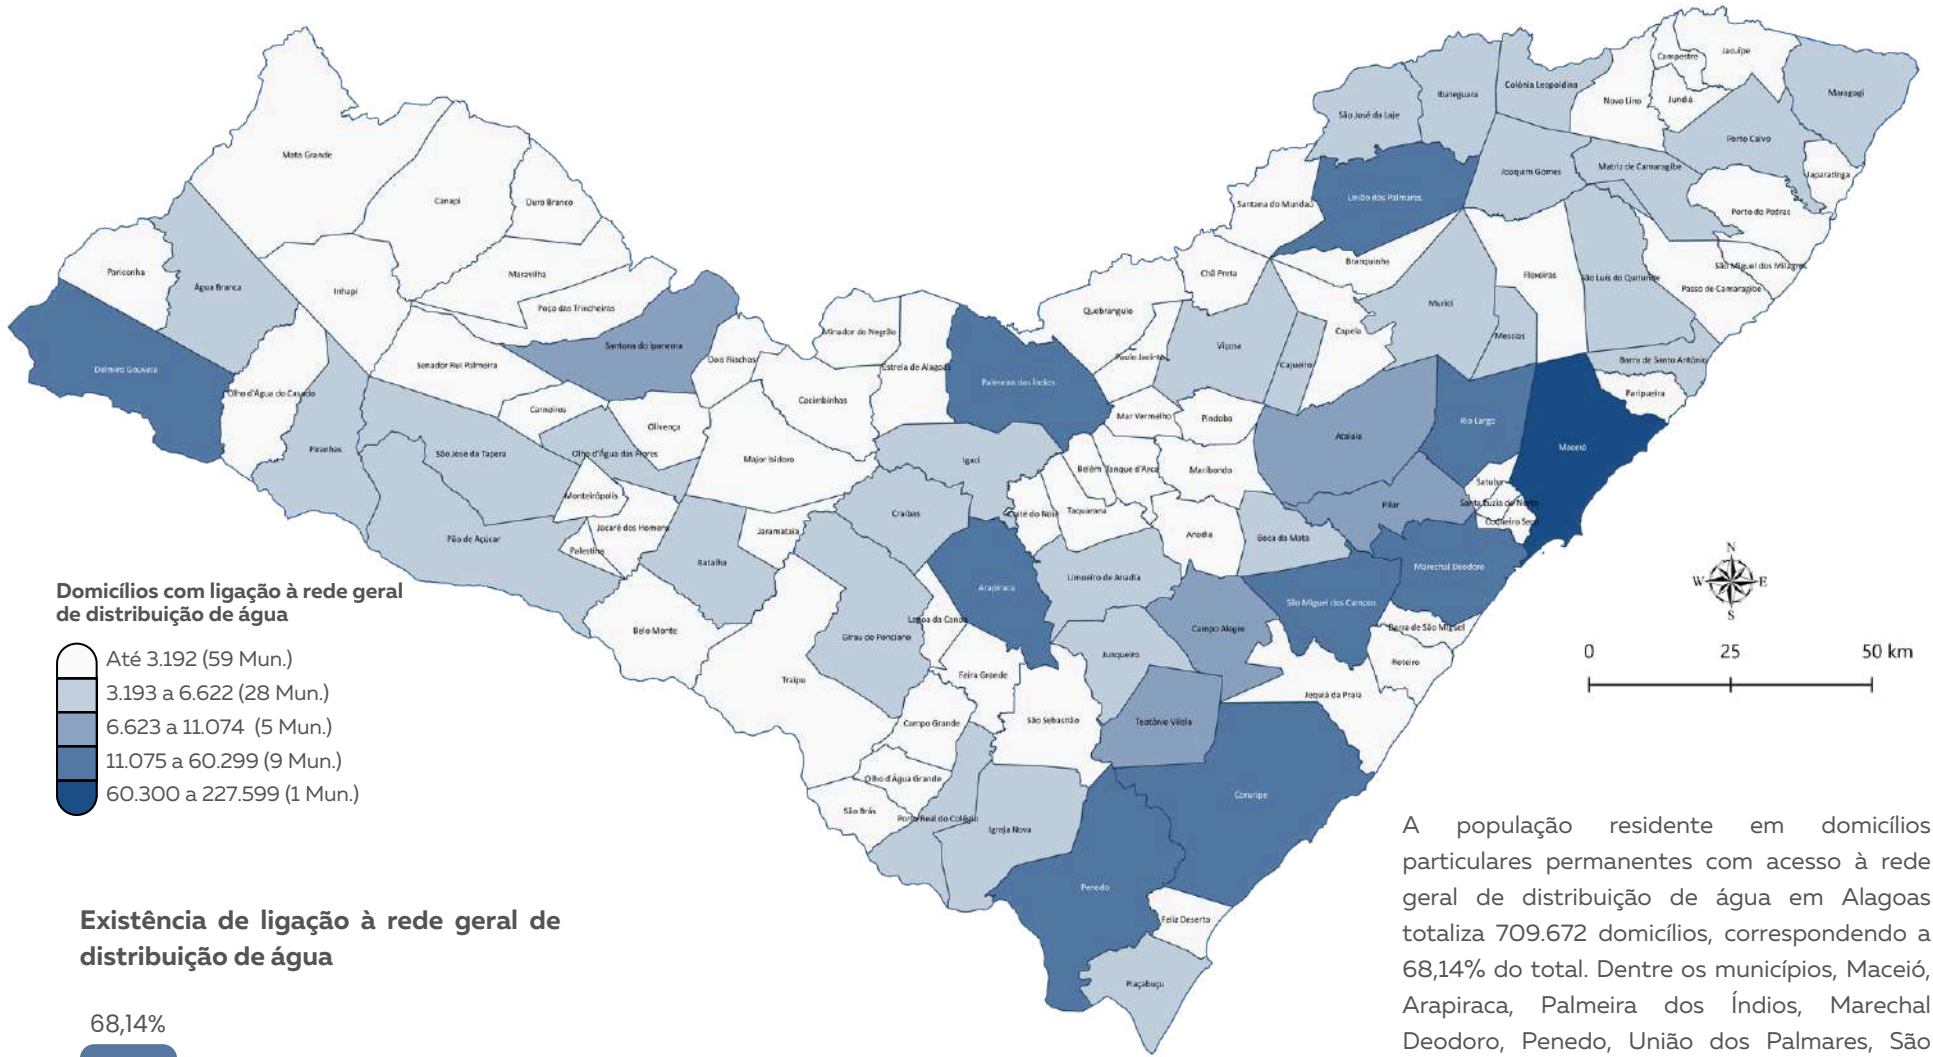 Jacuípe
Campestre
Maragogi
Colônia Leopoldina
Ibateguara
Novo Lino
Jundiá
São José da Laje
Porto Calvo
Mata Grande
Joaquim Gomes
Matriz de Camaragibe
Japaratinga
Canapi
Ouro Branco
União dos Palmares
Santana do Mundaú
Porto de Pedras
Pariconha
Água Branca
Inhapi
Maravilha
Chã Preta
Branquinha
Flexeiras
São Luís do Quitunde
São Miguel dos Milagres
Passo de Camaragibe
Poço das Trincheiras
Quebrangulo
Murici
Santana do Ipanema
Minador do Negrão
Capela
Messias
Delmiro Gouveia
Senador Rui Palmeira
Dois Riachos
Estrela de Alagoas
Paulo Jacinto
Viçosa
Cajueiro
Barra de Santo Antônio
Olho d'Água do Casado
Palmeira dos Índios
Paripueira
Carneiros
Olivença
Cacimbinhas
Mar Vermelho
Pindoba
Rio Largo
Piranhas
São José da Tapera
Olho d'Água das Flores
Major Isidoro
Igaci
Belém
Tanque d'Arca
Maribondo
Atalaia
Maceió
Monteirópolis
Satuba
Santa Luzia do Norte
Coqueiro Seco
Pilar
Craíbas
Coité do Nóia
Taquarana
Pão de Açúcar
Jacaré dos Homens
Jaramataia
Anadia
Boca da Mata
N
Palestina
Batalha
Arapiraca
Limoeiro de Anadia
Marechal Deodoro
W
E
S
Domicílios com ligação à rede geral
de distribuição de água
São Miguel dos Campos
Belo Monte
Girau do Ponciano
Lagoa da Canoa
Campo Alegre
Barra de São Miguel
Até 3.192 (59 Mun.)
Junqueiro
Roteiro
0
25
50 km
3.193 a 6.622 (28 Mun.)
Traipu
Feira Grande
Jequiá da Praia
6.623 a 11.074 (5 Mun.)
Campo Grande
São Sebastião
Teotônio Vilela
11.075 a 60.299 (9 Mun.)
Olho d'Água Grande
60.300 a 227.599 (1 Mun.)
Coruripe
São Brás
Porto Real do Colégio
Igreja Nova
Penedo
Feliz Deserto
Piaçabuçu
A população residente em domicílios
particulares permanentes com acesso à rede
geral de distribuição de água em Alagoas
totaliza 709.672 domicílios, correspondendo a
68,14% do total. Dentre os municípios, Maceió,
Arapiraca, Palmeira dos Índios, Marechal
Deodoro, Penedo, União dos Palmares, São
Existência de ligação à rede geral de
distribuição de água
68,14%